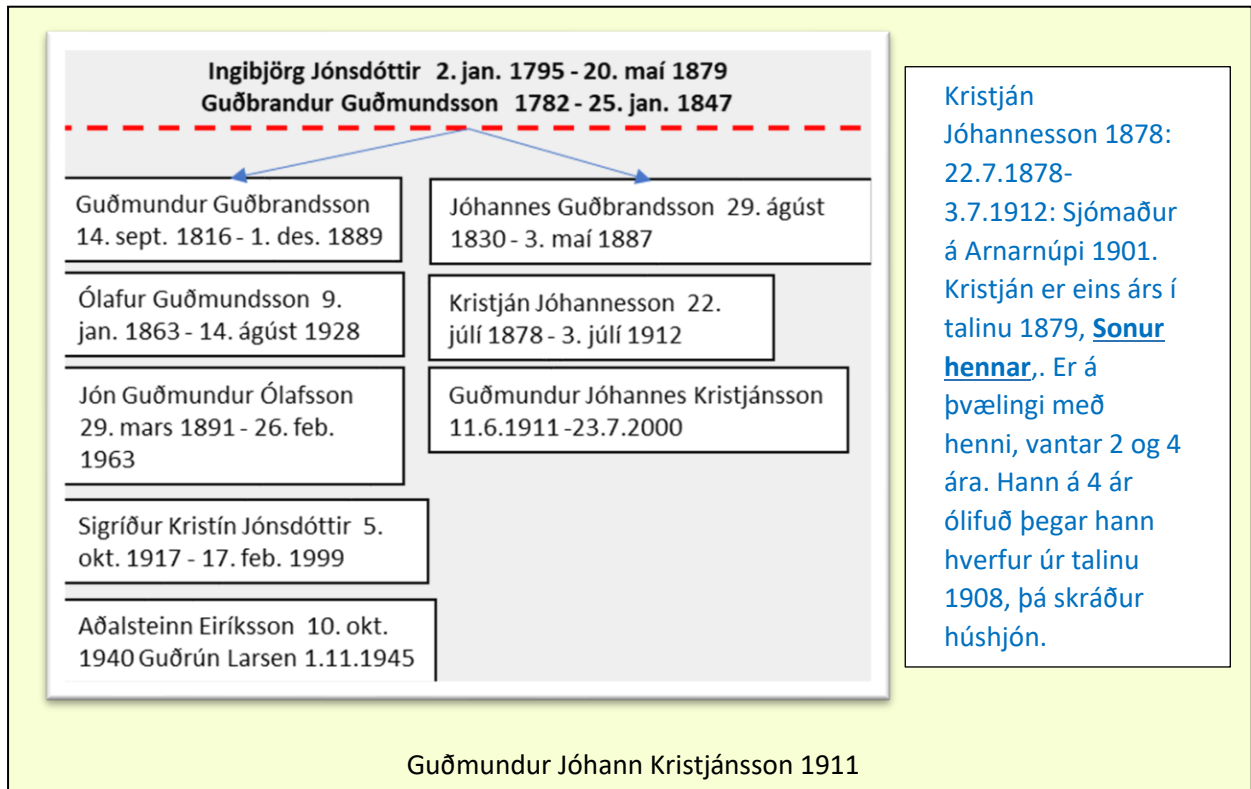 Ingibjörg Jónsdóttir 2. jan. 1795 - 20. maí 1879
Guðbrandur Guðmundsson 1782 - 25. jan. 1847
Guðmundur Guðbrandsson
14. sept. 1816 - 1. des. 1889
Ólafur Guðmundsson 9.
jan. 1863 - 14. ágúst 1928
Jón Guðmundur Ólafsson
29. mars 1891 - 26. feb.
1963
Sigríður Kristín Jónsdóttir 5.
okt. 1917 - 17. feb. 1999
Aðalsteinn Eiríksson 10. okt.
1940 Guðrún Larsen 1.11.1945
Jóhannes Guðbrandsson 29. ágúst
1830 - 3. maí 1887
Kristján Jóhannesson 22.
júlí 1878 - 3. júlí 1912
Guðmundur Jóhannes Kristjánsson
11.6.1911 -23.7.2000
Kristján
Jóhannesson 1878:
22.7.1878-
3.7.1912: Sjómaður
á Arnarnúpi 1901.
Kristján er eins árs í
talinu 1879, Sonur
hennar,. Er á
þvælingi með
henni, vantar 2 og 4
ára. Hann á 4 ár
ólifuð þegar hann
hverfur úr talinu
1908, þá skráður
húshjón.
Guðmundur Jóhann Kristjánsson 1911